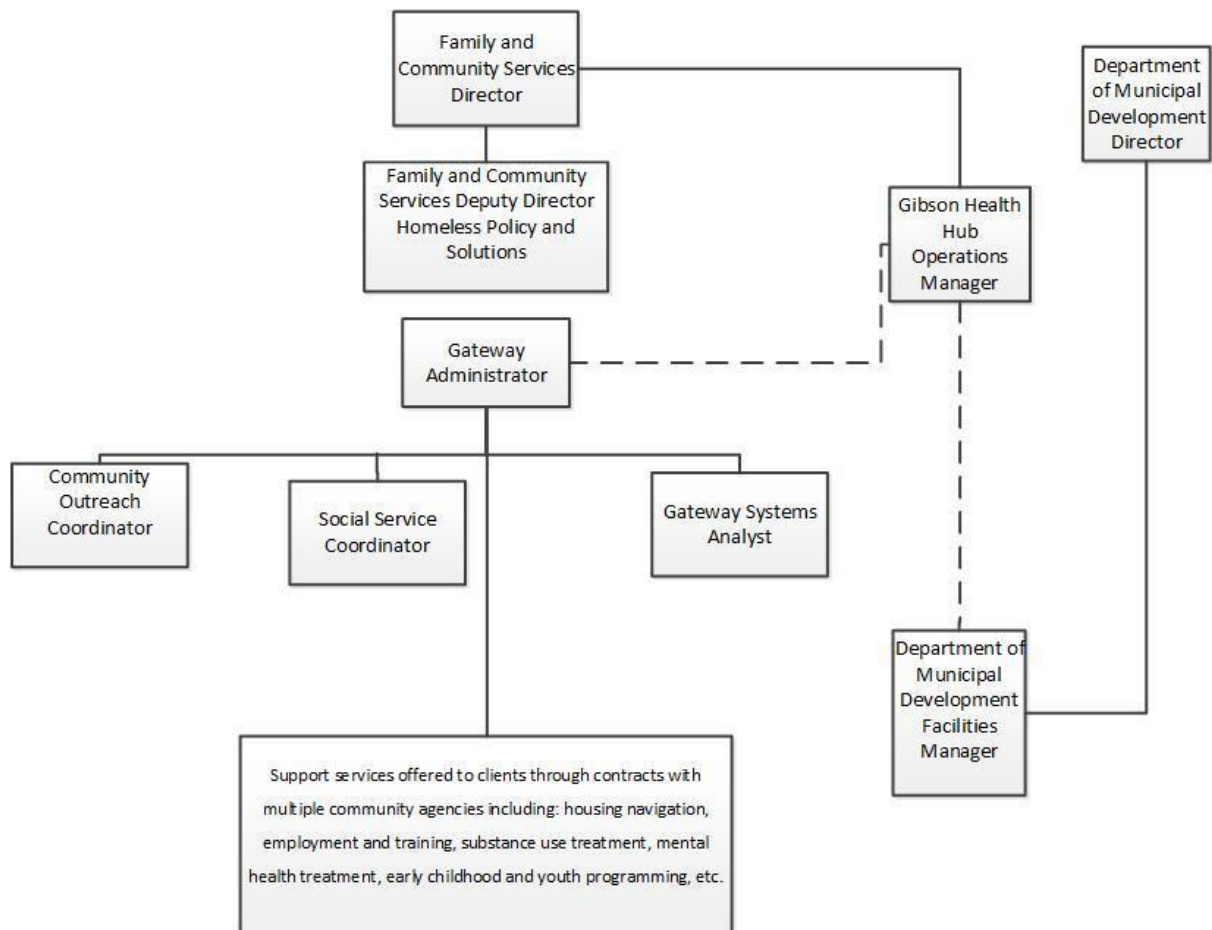 Family and
Community Services
Director
Department
of Municipal
Development
Director
Family and Community
Services Deputy Director
Homeless Policy and
Solutions
Gibson Health
Hub
Operations
Manager
Gateway
Administrator
Community
Outreach
Coordinator
Social Service
Coordinator
Gateway Systems
Analyst
Department of
Municipal
Development
Facilities
Manager
Support services offered to clients through contracts with
multiple community agencies including: housing navigation,
employment and training, substance use treatment, mental
health treatment, early childhood and youth programming, etc.